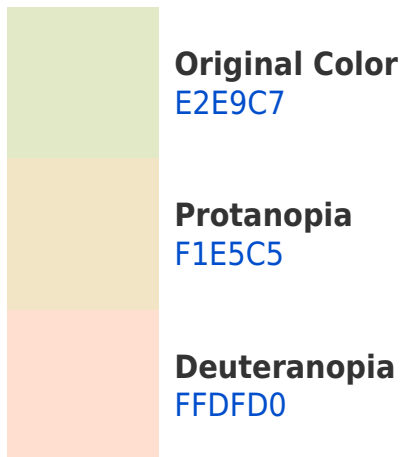 Original Color
E2E9C7
Protanopia
F1E5C5
Deuteranopia
FFDFD0